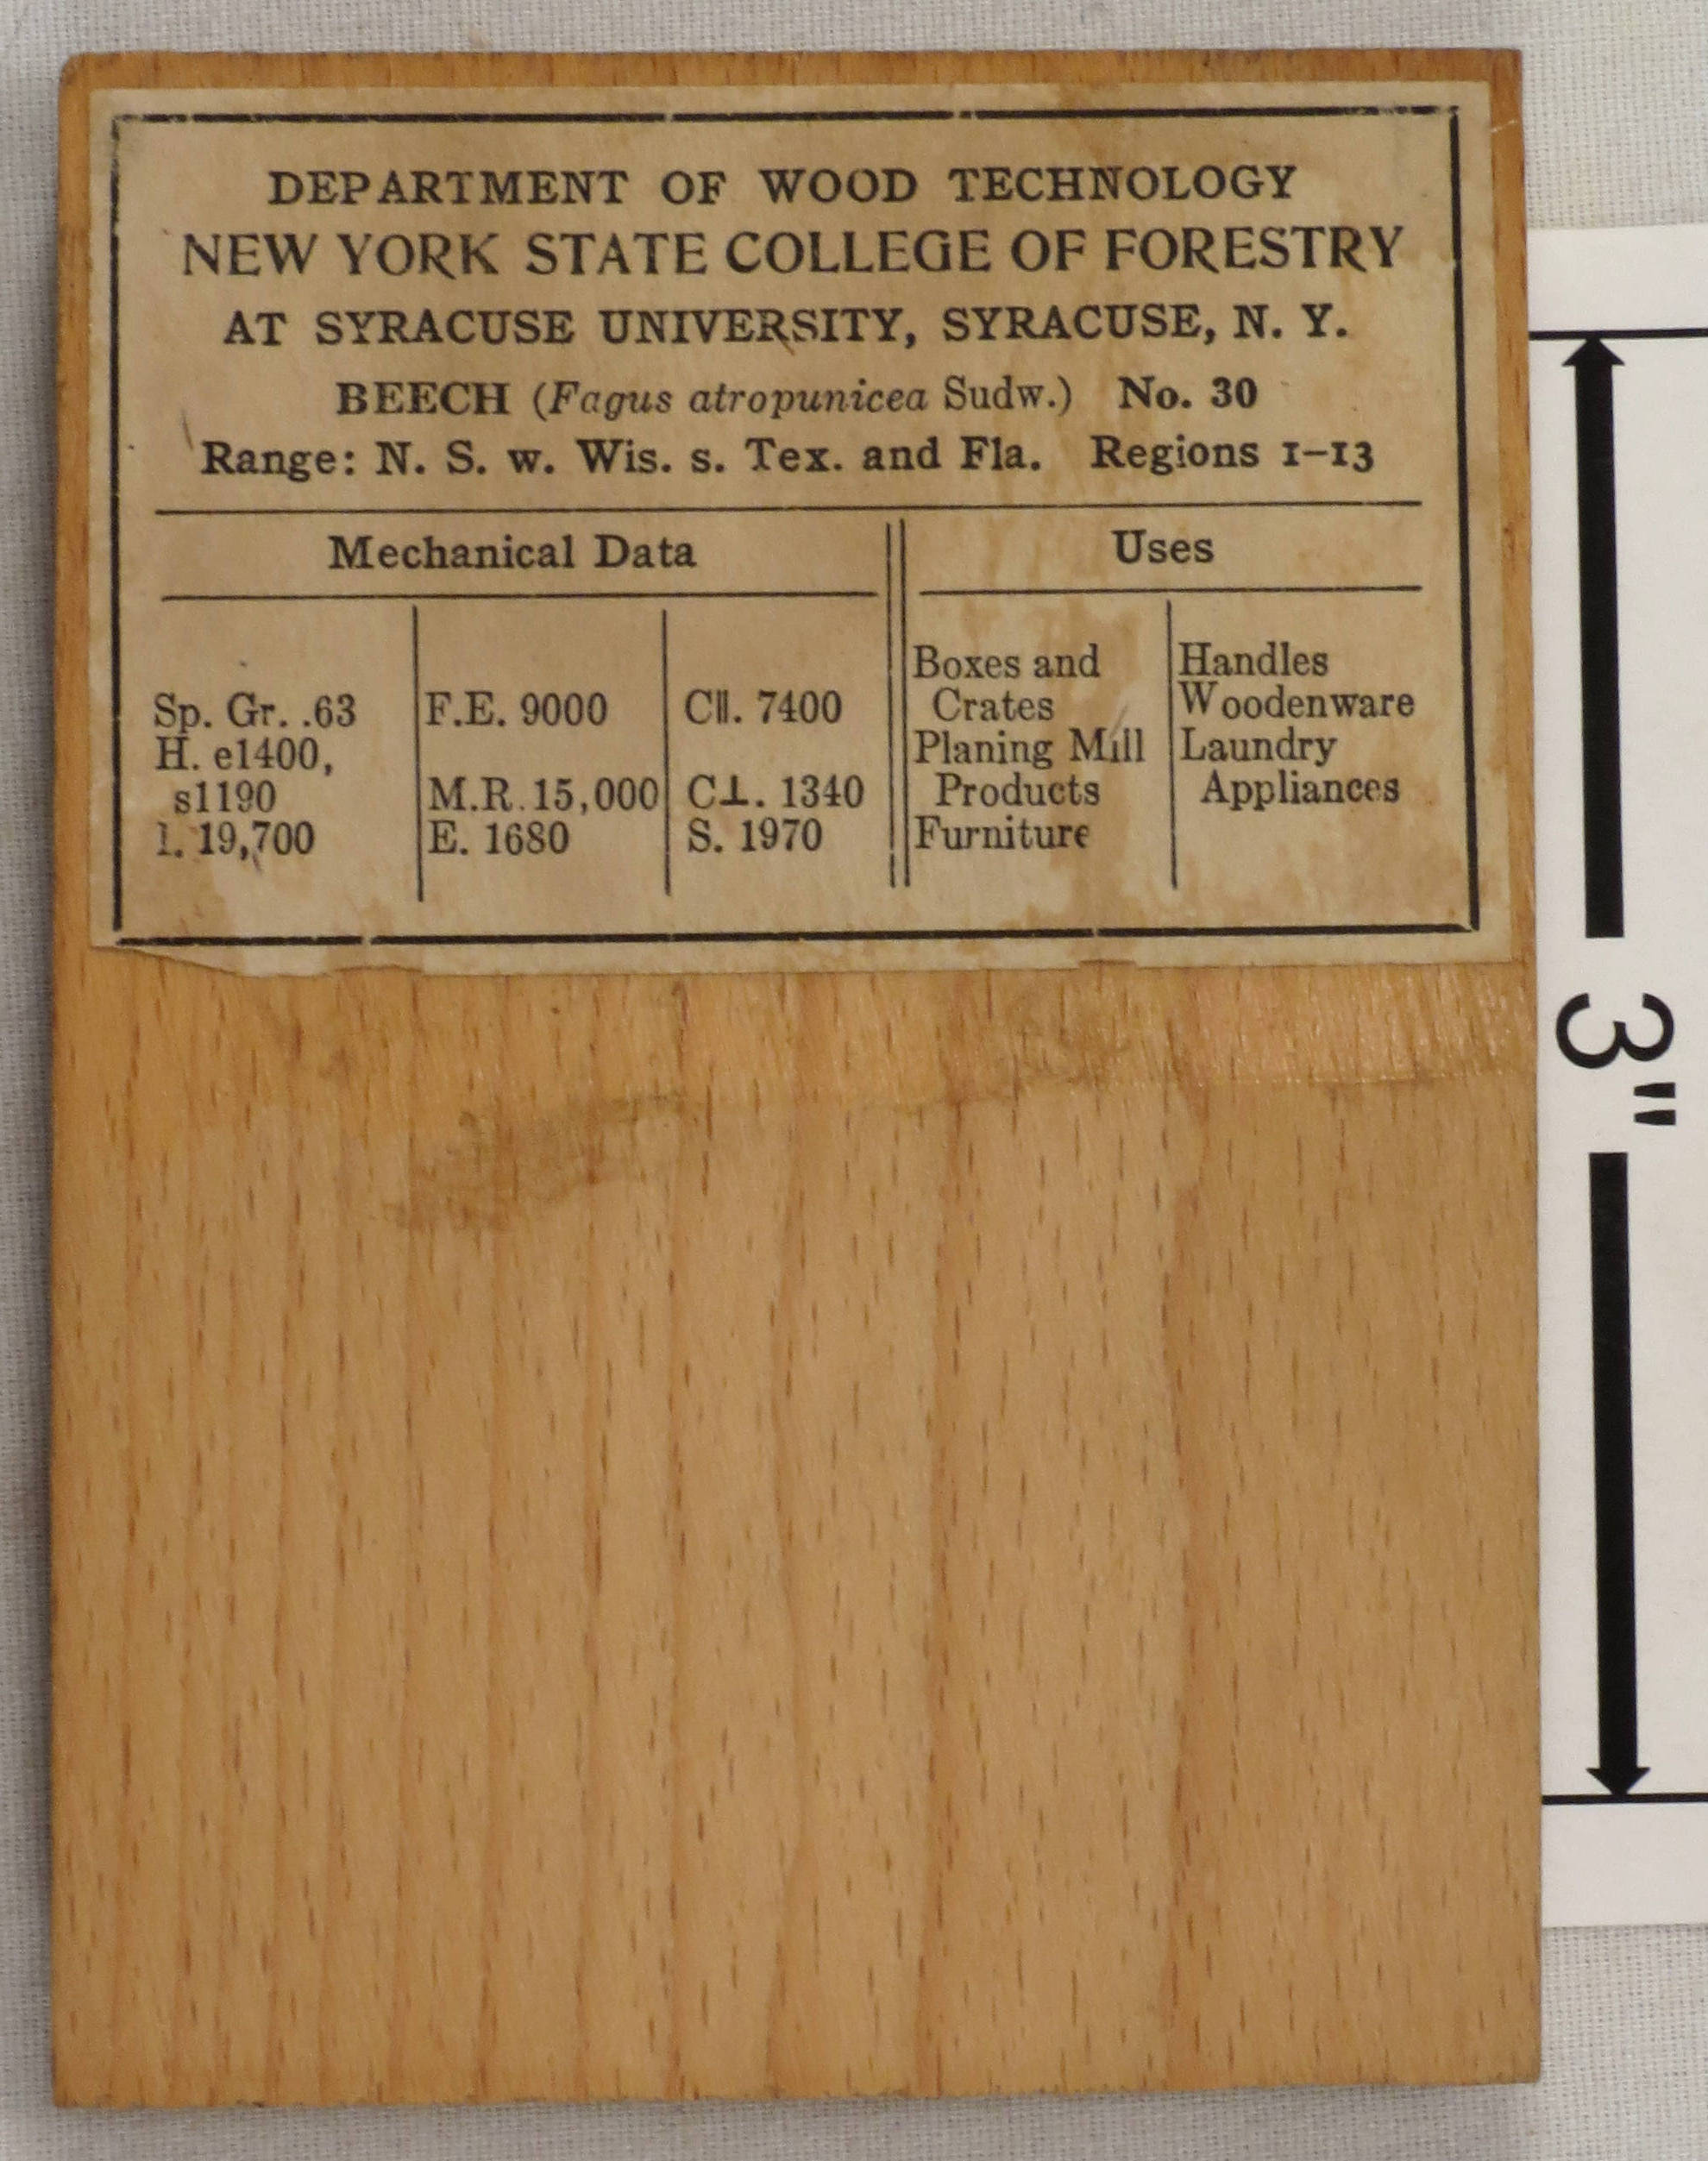 DEPARTMENT OF WOOD TECHNOLOGY
NEW YORK STATE COLLEGE OF FORESTRY
AT SYRACUSE UNIVERSITY, SYRACUSE, N. Y.
BEECH (Fagus atropunicea Sudw.) No. 30
Range: N. S. w. Wis. s. Tex. and Fla. Regions 1-13
Mechanical Data
Sp. Gr. .63
H. e1400,
s1190
1. 19,700
F.E. 9000
M.R. 15,000
E. 1680
C||. 7400
C⊥. 1340
S. 1970
Uses
Boxes and
Crates
Planing Mill
Products
Furniture
Handles
Woodenware
Laundry
Appliances
3"